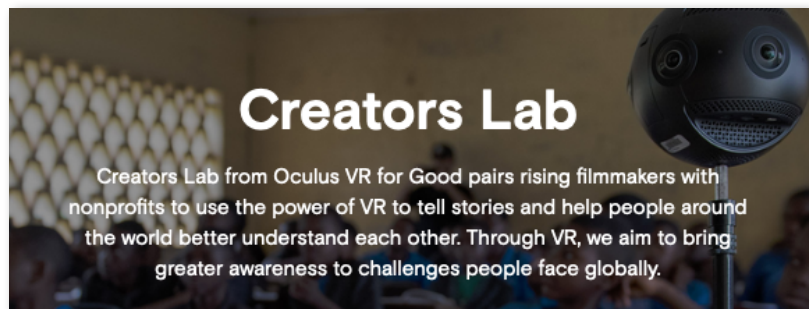 Creators Lab
Creators Lab from Oculus VR for Good pairs rising filmmakers with
nonprofits to use the power of VR to tell stories and help people around
the world better understand each other. Through VR, we aim to bring
greater awareness to challenges people face globally.